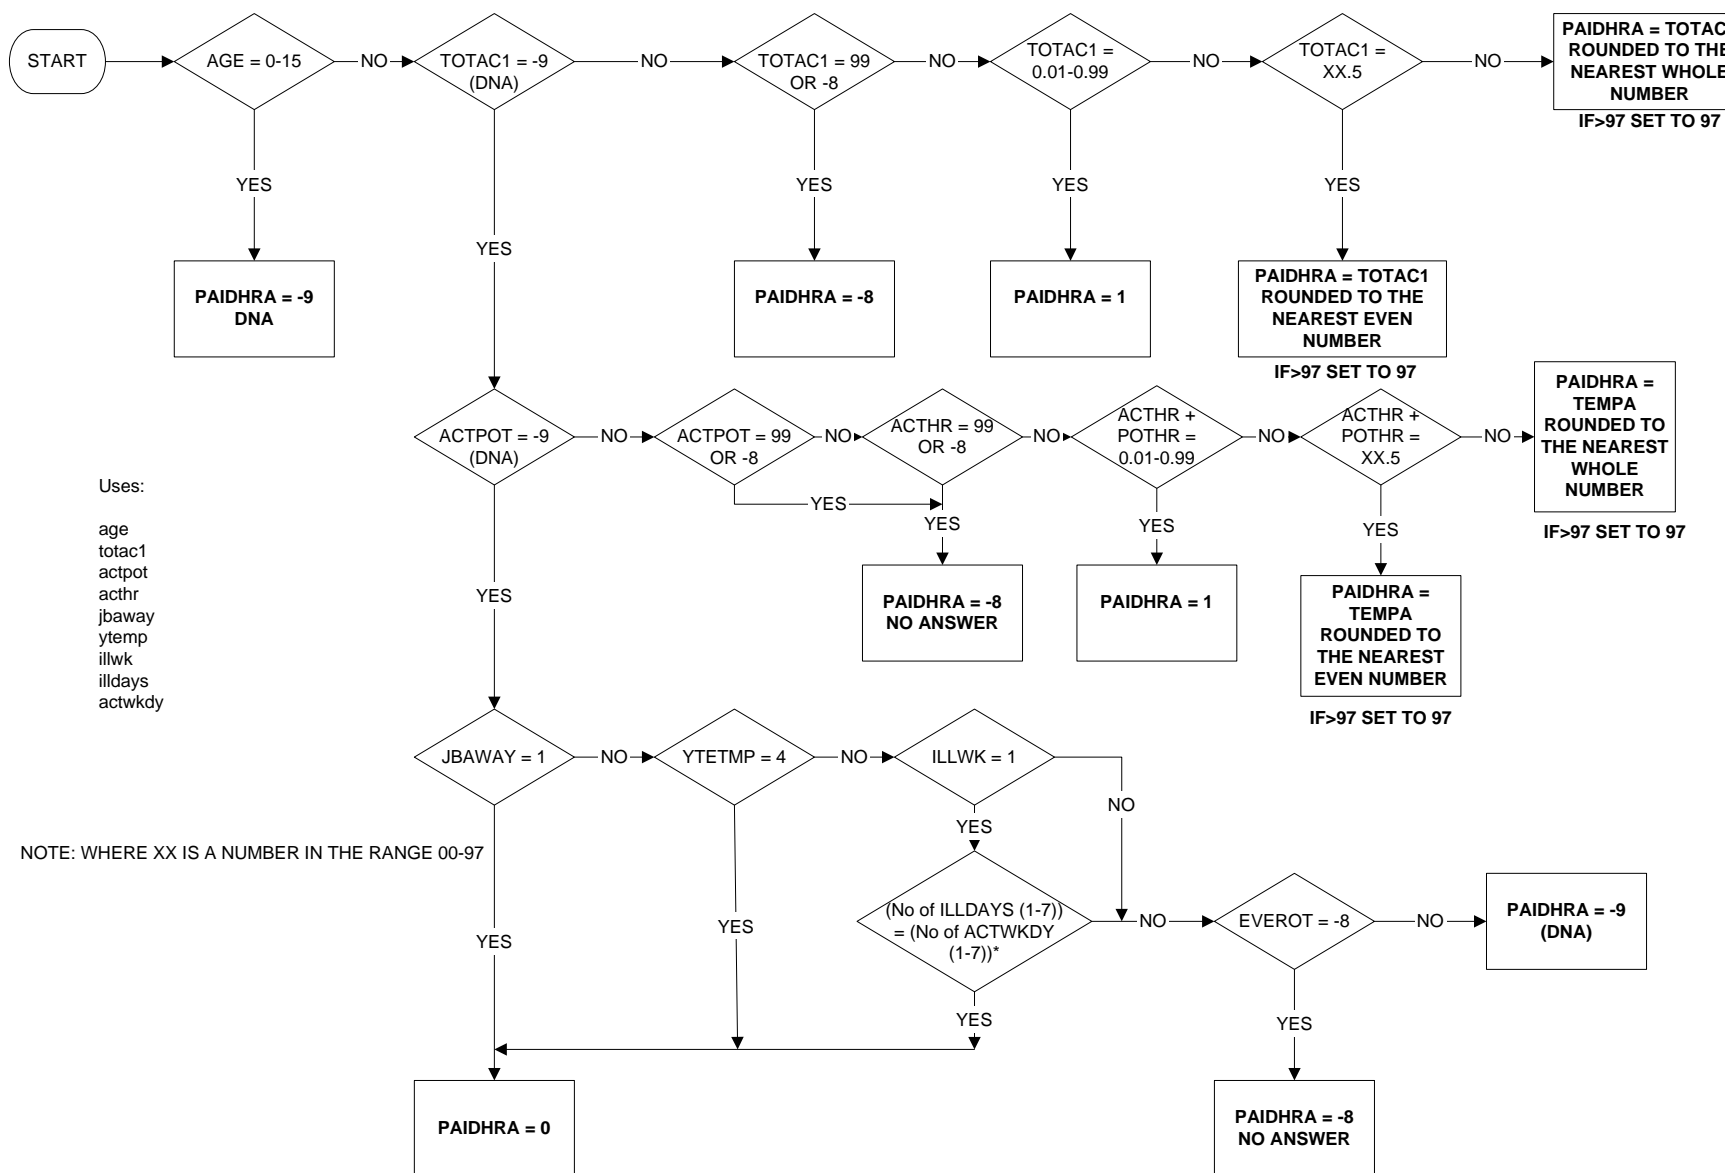 START
AGE = 0-15
NO
TOTAC1 = -9
(DNA)
NO
TOTAC1 = 99
OR -8
NO
TOTAC1 =
0.01-0.99
NO
TOTAC1 =
XX.5
NO
PAIDHRA = TOTAC
ROUNDED TO THE
NEAREST WHOLE
NUMBER
IF>97 SET TO 97
YES
YES
YES
YES
YES
PAIDHRA = -9
DNA
PAIDHRA = -8
PAIDHRA = 1
PAIDHRA = TOTAC1
ROUNDED TO THE
NEAREST EVEN
NUMBER
IF>97 SET TO 97
ACTPOT = -9
(DNA)
NO
ACTPOT = 99
OR -8
NO
ACTHR = 99
OR -8
NO
ACTHR +
POTHR =
0.01-0.99
NO
ACTHR +
POTHR =
XX.5
NO
PAIDHRA =
TEMPA
ROUNDED TO
THE NEAREST
WHOLE
NUMBER
IF>97 SET TO 97
YES
YES
YES
YES
YES
PAIDHRA = -8
NO ANSWER
PAIDHRA = 1
PAIDHRA =
TEMPA
ROUNDED TO
THE NEAREST
EVEN NUMBER
IF>97 SET TO 97
Uses:
age
totac1
actpot
acthr
jbaway
ytemp
illwk
illdays
actwkdy
JBAWAY = 1
NO
YTETMP = 4
NO
ILLWK = 1
NO
YES
NOTE: WHERE XX IS A NUMBER IN THE RANGE 00-97
YES
YES
(No of ILLDAYS (1-7))
= (No of ACTWKDY
(1-7))*
NO
EVEROT = -8
NO
PAIDHRA = -9
(DNA)
YES
YES
PAIDHRA = 0
PAIDHRA = -8
NO ANSWER